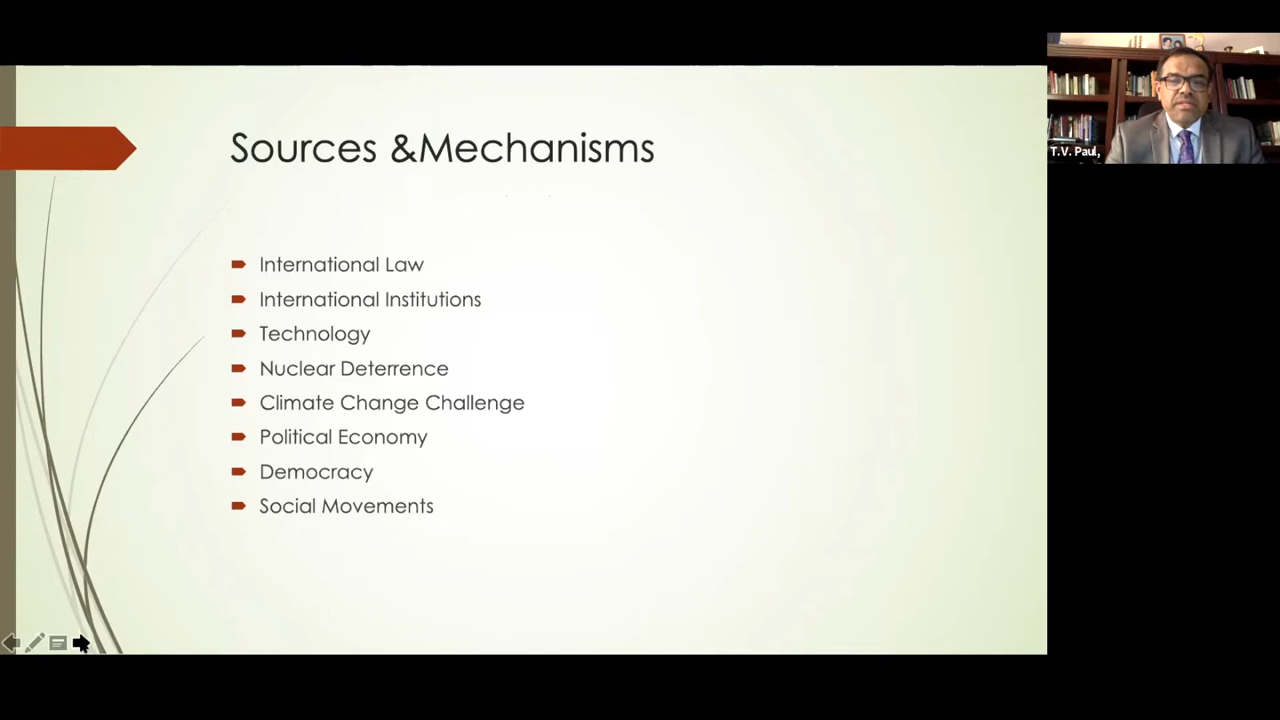 Sources &Mechanisms
International Law
International Institutions
Technology
Nuclear Deterrence
Climate Change Challenge
Political Economy
Democracy
Social Movements
T.V. Paul,